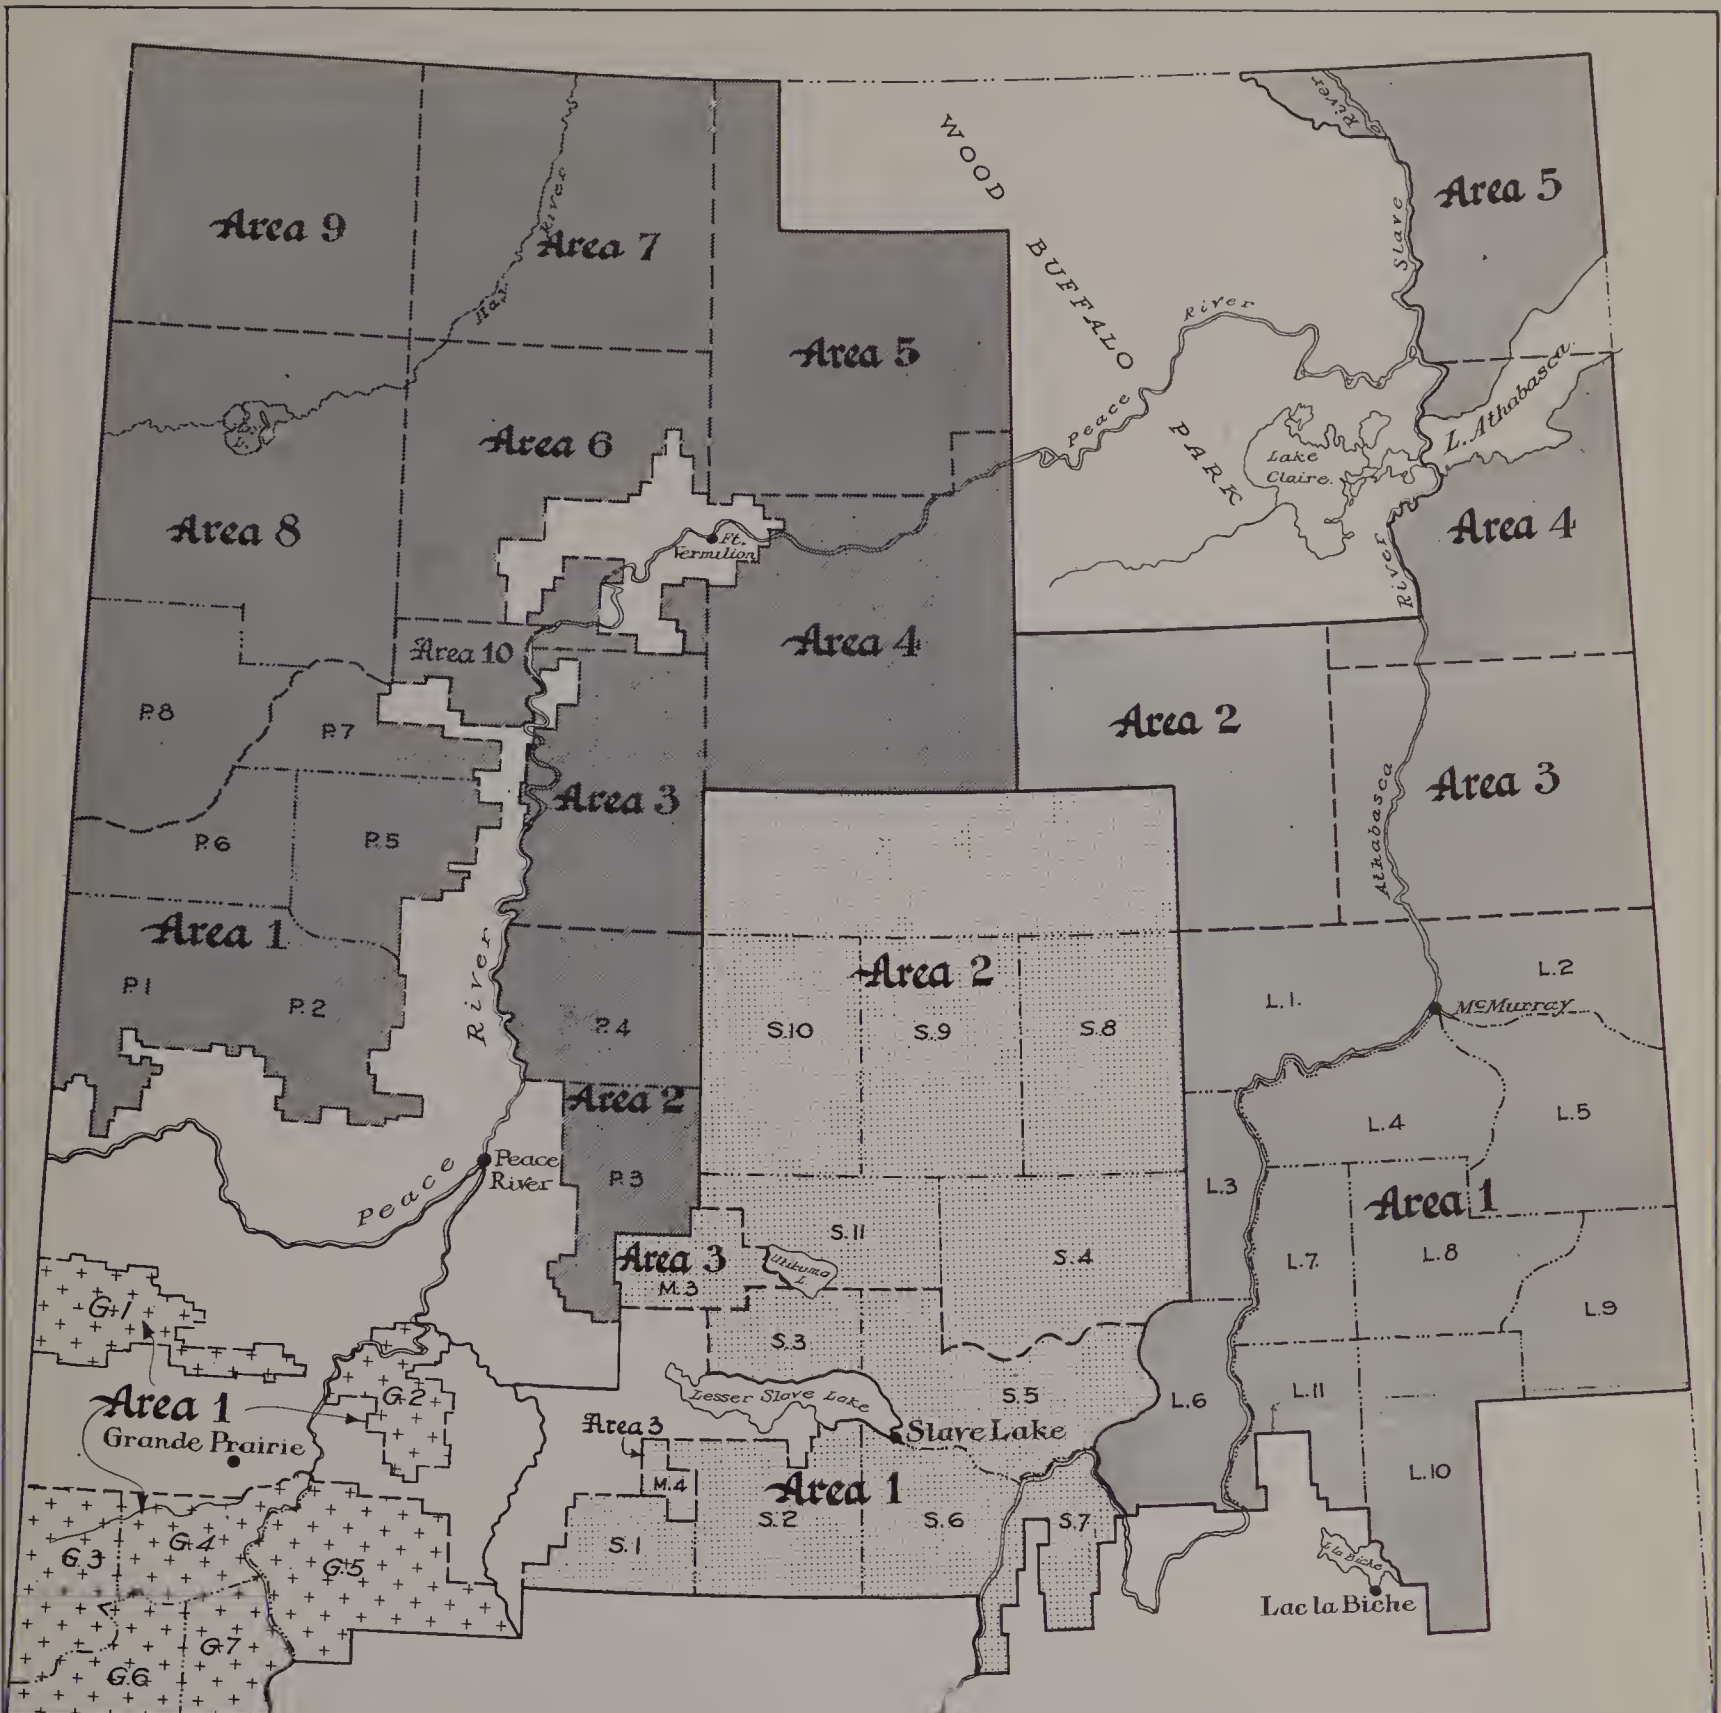 WOOD
BUFFALO
PARK
River
Slave
Area 5
Area 9
River
Area 7
Hay
Area 5
River
Peace
L. Athabasca
Area 6
Lake
Claire.
Area 8
Area 4
Ft.
Vermilion
River
Area 4
Area 10
P.8
P.7
Area 2
Area 3
Area 3
Athabasca
P.6
P.5
Area 1
P.1
P.2
River
P.4
Area 2
S.10
S.9
S.8
L.1.
L.2
McMurray
Area 2
L.4
L.5
Peace
River
Peace
P.3
L.3
Area 1
S.11
S.4
L.7.
L.8
L.9
Area 3
M.3
Utikuma
L.
G.1
S.3
Area 1
Grande Prairie
G.2
Lesser Slave Lake
S.5
L.6
L.11
Area 3
Slave Lake
M.4
Area 1
L.10
S.1
S.2
S.6
S.7
G.3
G.4
G.5
L. la Biche
Lac la Biche
G.6
G.7